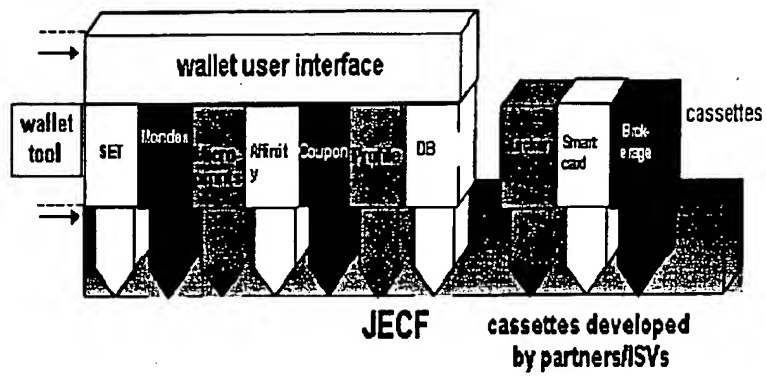 wallet user interface
wallet
tool
SET
Mondex
Affinit
y
Coupon
Profile
DB
Smart
card
Brok-
erage
cassettes
JECF
cassettes developed
by partners/ISVs